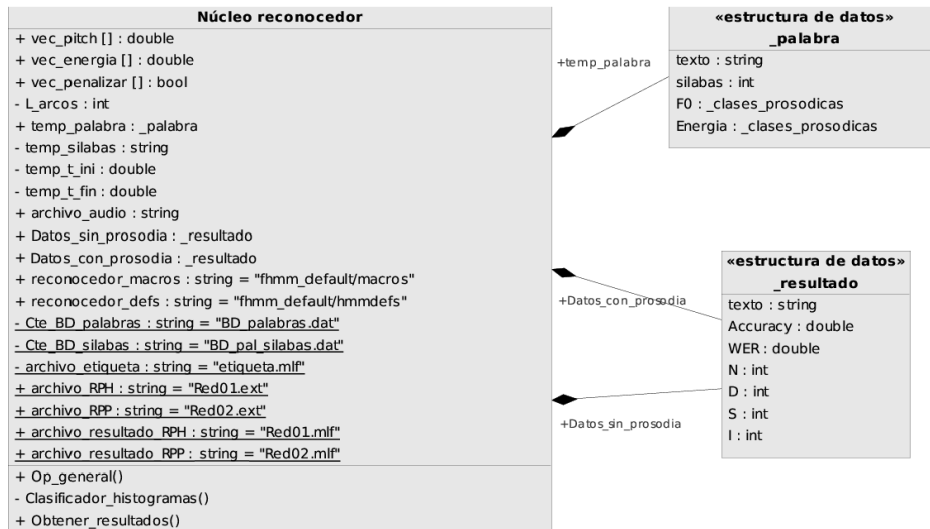 Núcleo reconocedor
+ vec_pitch [] : double
+ vec_energia [] : double
+ vec_penalizar [] : bool
- L_arcos : int
+ temp_palabra : _palabra
- temp_silabas : string
- temp_t_ini : double
- temp_t_fin : double
+ archivo_audio : string
+ Datos_sin_prosodia : _resultado
+ Datos_con_prosodia : _resultado
+ reconocedor_macros : string = "fhmm_default/macros"
+ reconocedor_defs : string = "fhmm_default/hmmdefs"
- Cte_BD_palabras : string = "BD_palabras.dat"
- Cte_BD_silabas : string = "BD_pal_silabas.dat"
- archivo_etiqueta : string = "etiqueta.mlf"
+ archivo_RPH : string = "Red01.ext"
+ archivo_RPP : string = "Red02.ext"
+ archivo_resultado_RPH : string = "Red01.mlf"
+ archivo_resultado_RPP : string = "Red02.mlf"
+ Op_general()
- Clasificador_histogramas()
+ Obtener_resultados()
+temp_palabra
«estructura de datos»
_palabra
texto : string
silabas : int
F0 : _clases_prosodicas
Energia : _clases_prosodicas
+Datos_con_prosodia
+Datos_sin_prosodia
«estructura de datos»
_resultado
texto : string
Accuracy : double
WER : double
N : int
D : int
S : int
I : int